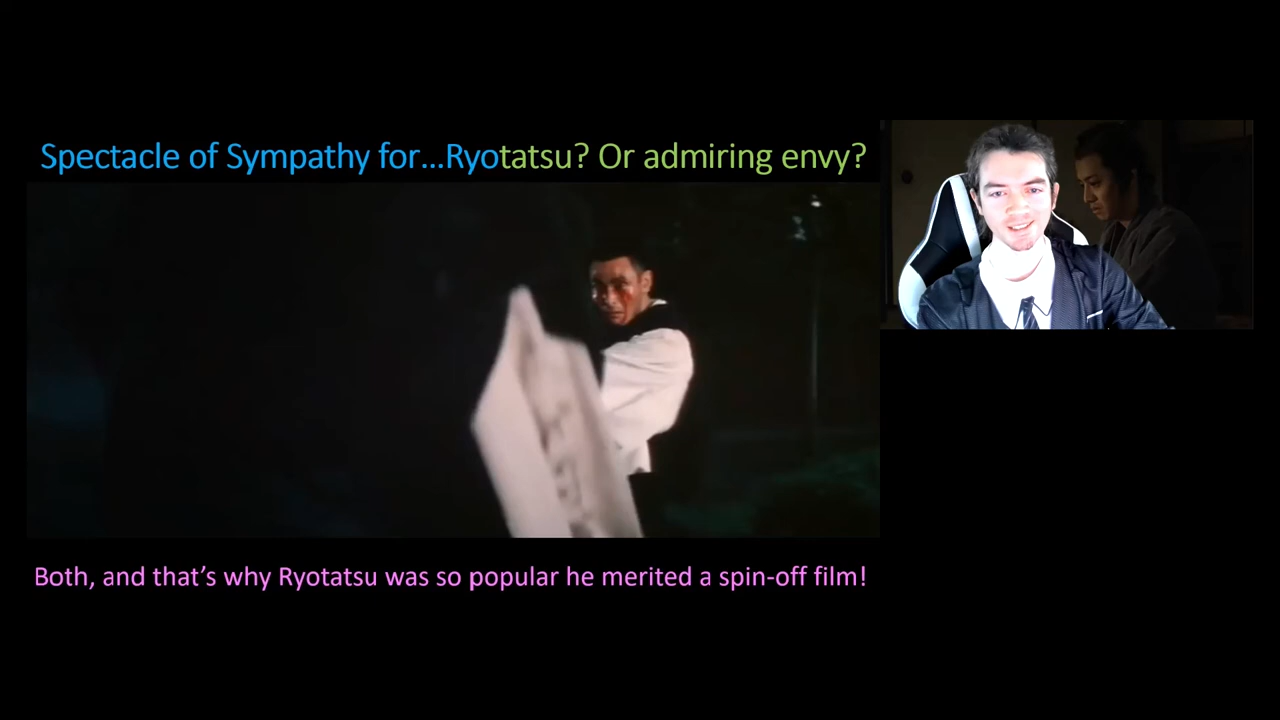 Spectacle of Sympathy for...Ryotatsu? Or admiring envy?
Both, and that's why Ryotatsu was so popular he merited a spin-off film!